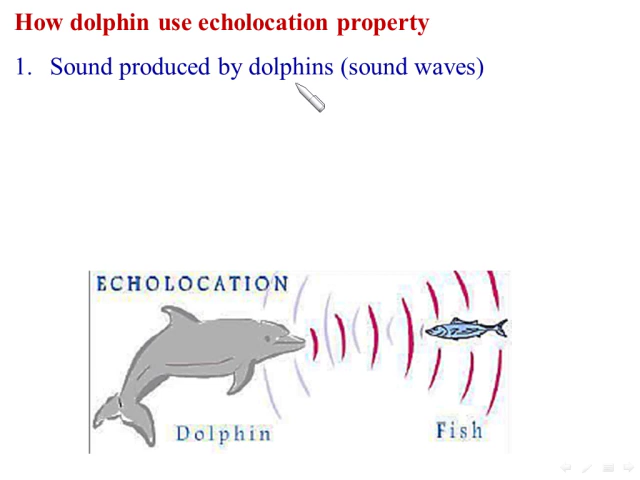 How dolphin use echolocation property
1. Sound produced by dolphins (sound waves)
ECHOLOCATION
Dolphin
Fish